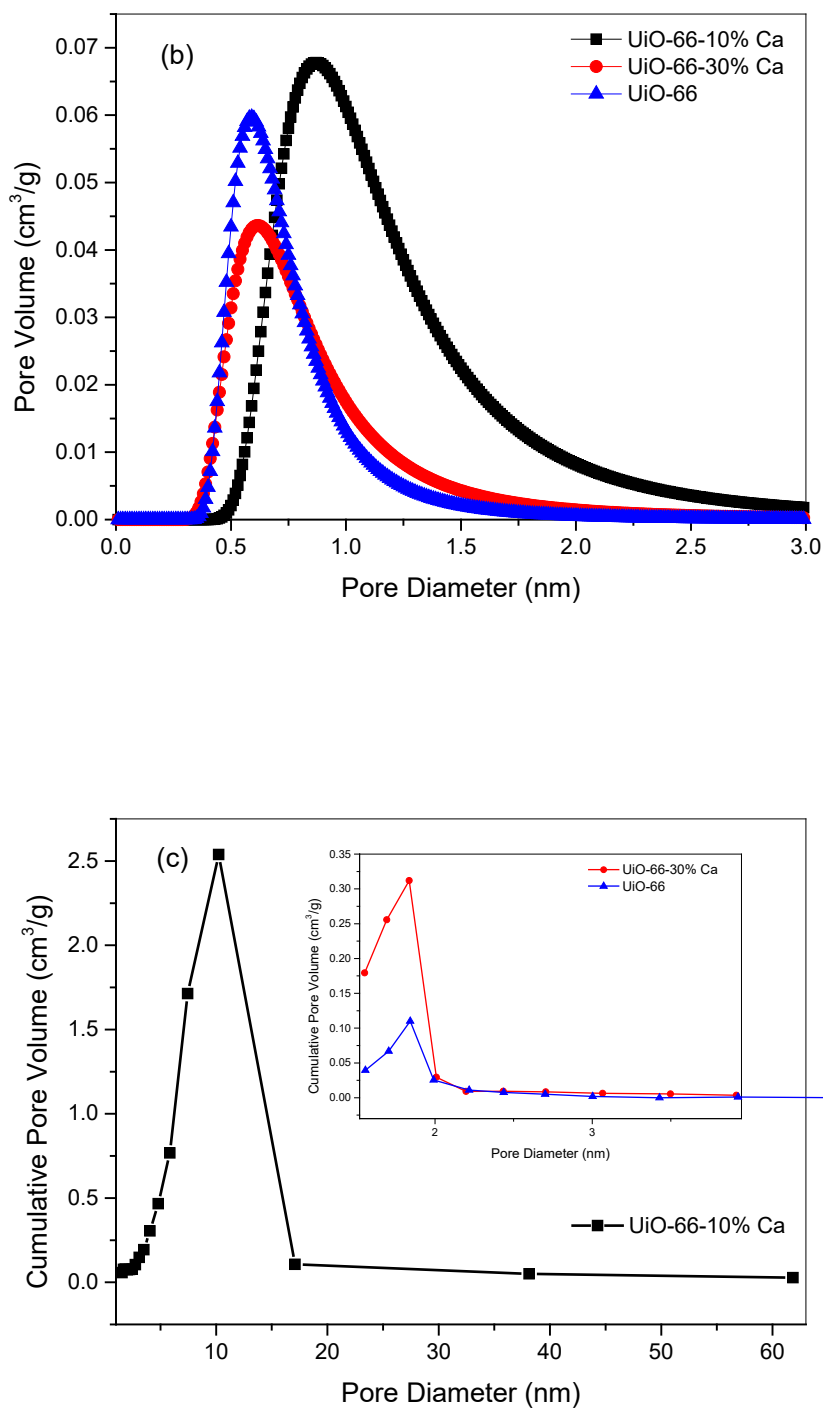 (b)
UiO-66-10% Ca
UiO-66-30% Ca
UiO-66
0.07
0.06
0.05
0.04
0.03
0.02
0.01
0.00
Pore Volume (cm³/g)
0.0 0.5 1.0 1.5 2.0 2.5 3.0
Pore Diameter (nm)
(c)
2.5
2.0
1.5
1.0
0.5
0.0
Cumulative Pore Volume (cm³/g)
0.35
0.30
0.25
0.20
0.15
0.10
0.05
0.00
Cumulative Pore Volume (cm³/g)
UiO-66-30% Ca
UiO-66
2 3
Pore Diameter (nm)
UiO-66-10% Ca
10 20 30 40 50 60
Pore Diameter (nm)